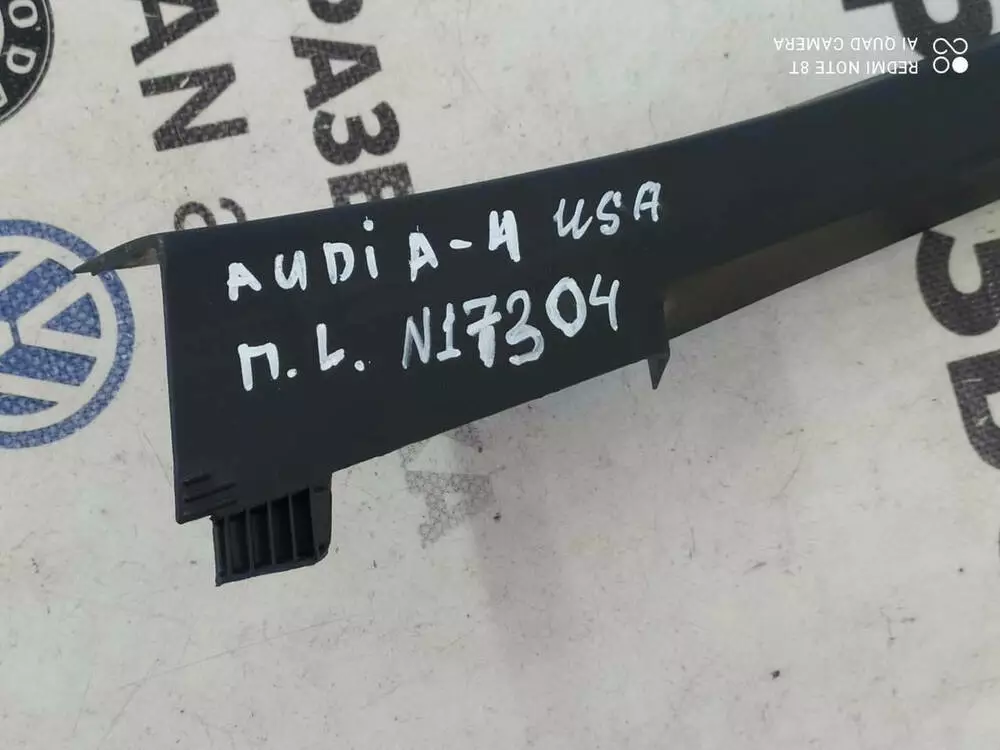 AUDi A-4 USA
П. L. N17304
REDMI NOTE 8T
AI QUAD CAMERA